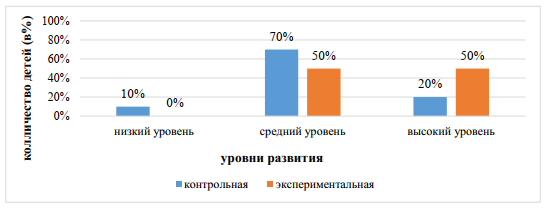 колличество детей (в%)
100%
80%
60%
40%
20%
0%
10%
0%
70%
50%
20%
50%
низкий уровень
средний уровень
высокий уровень
уровни развития
контрольная
экспериментальная